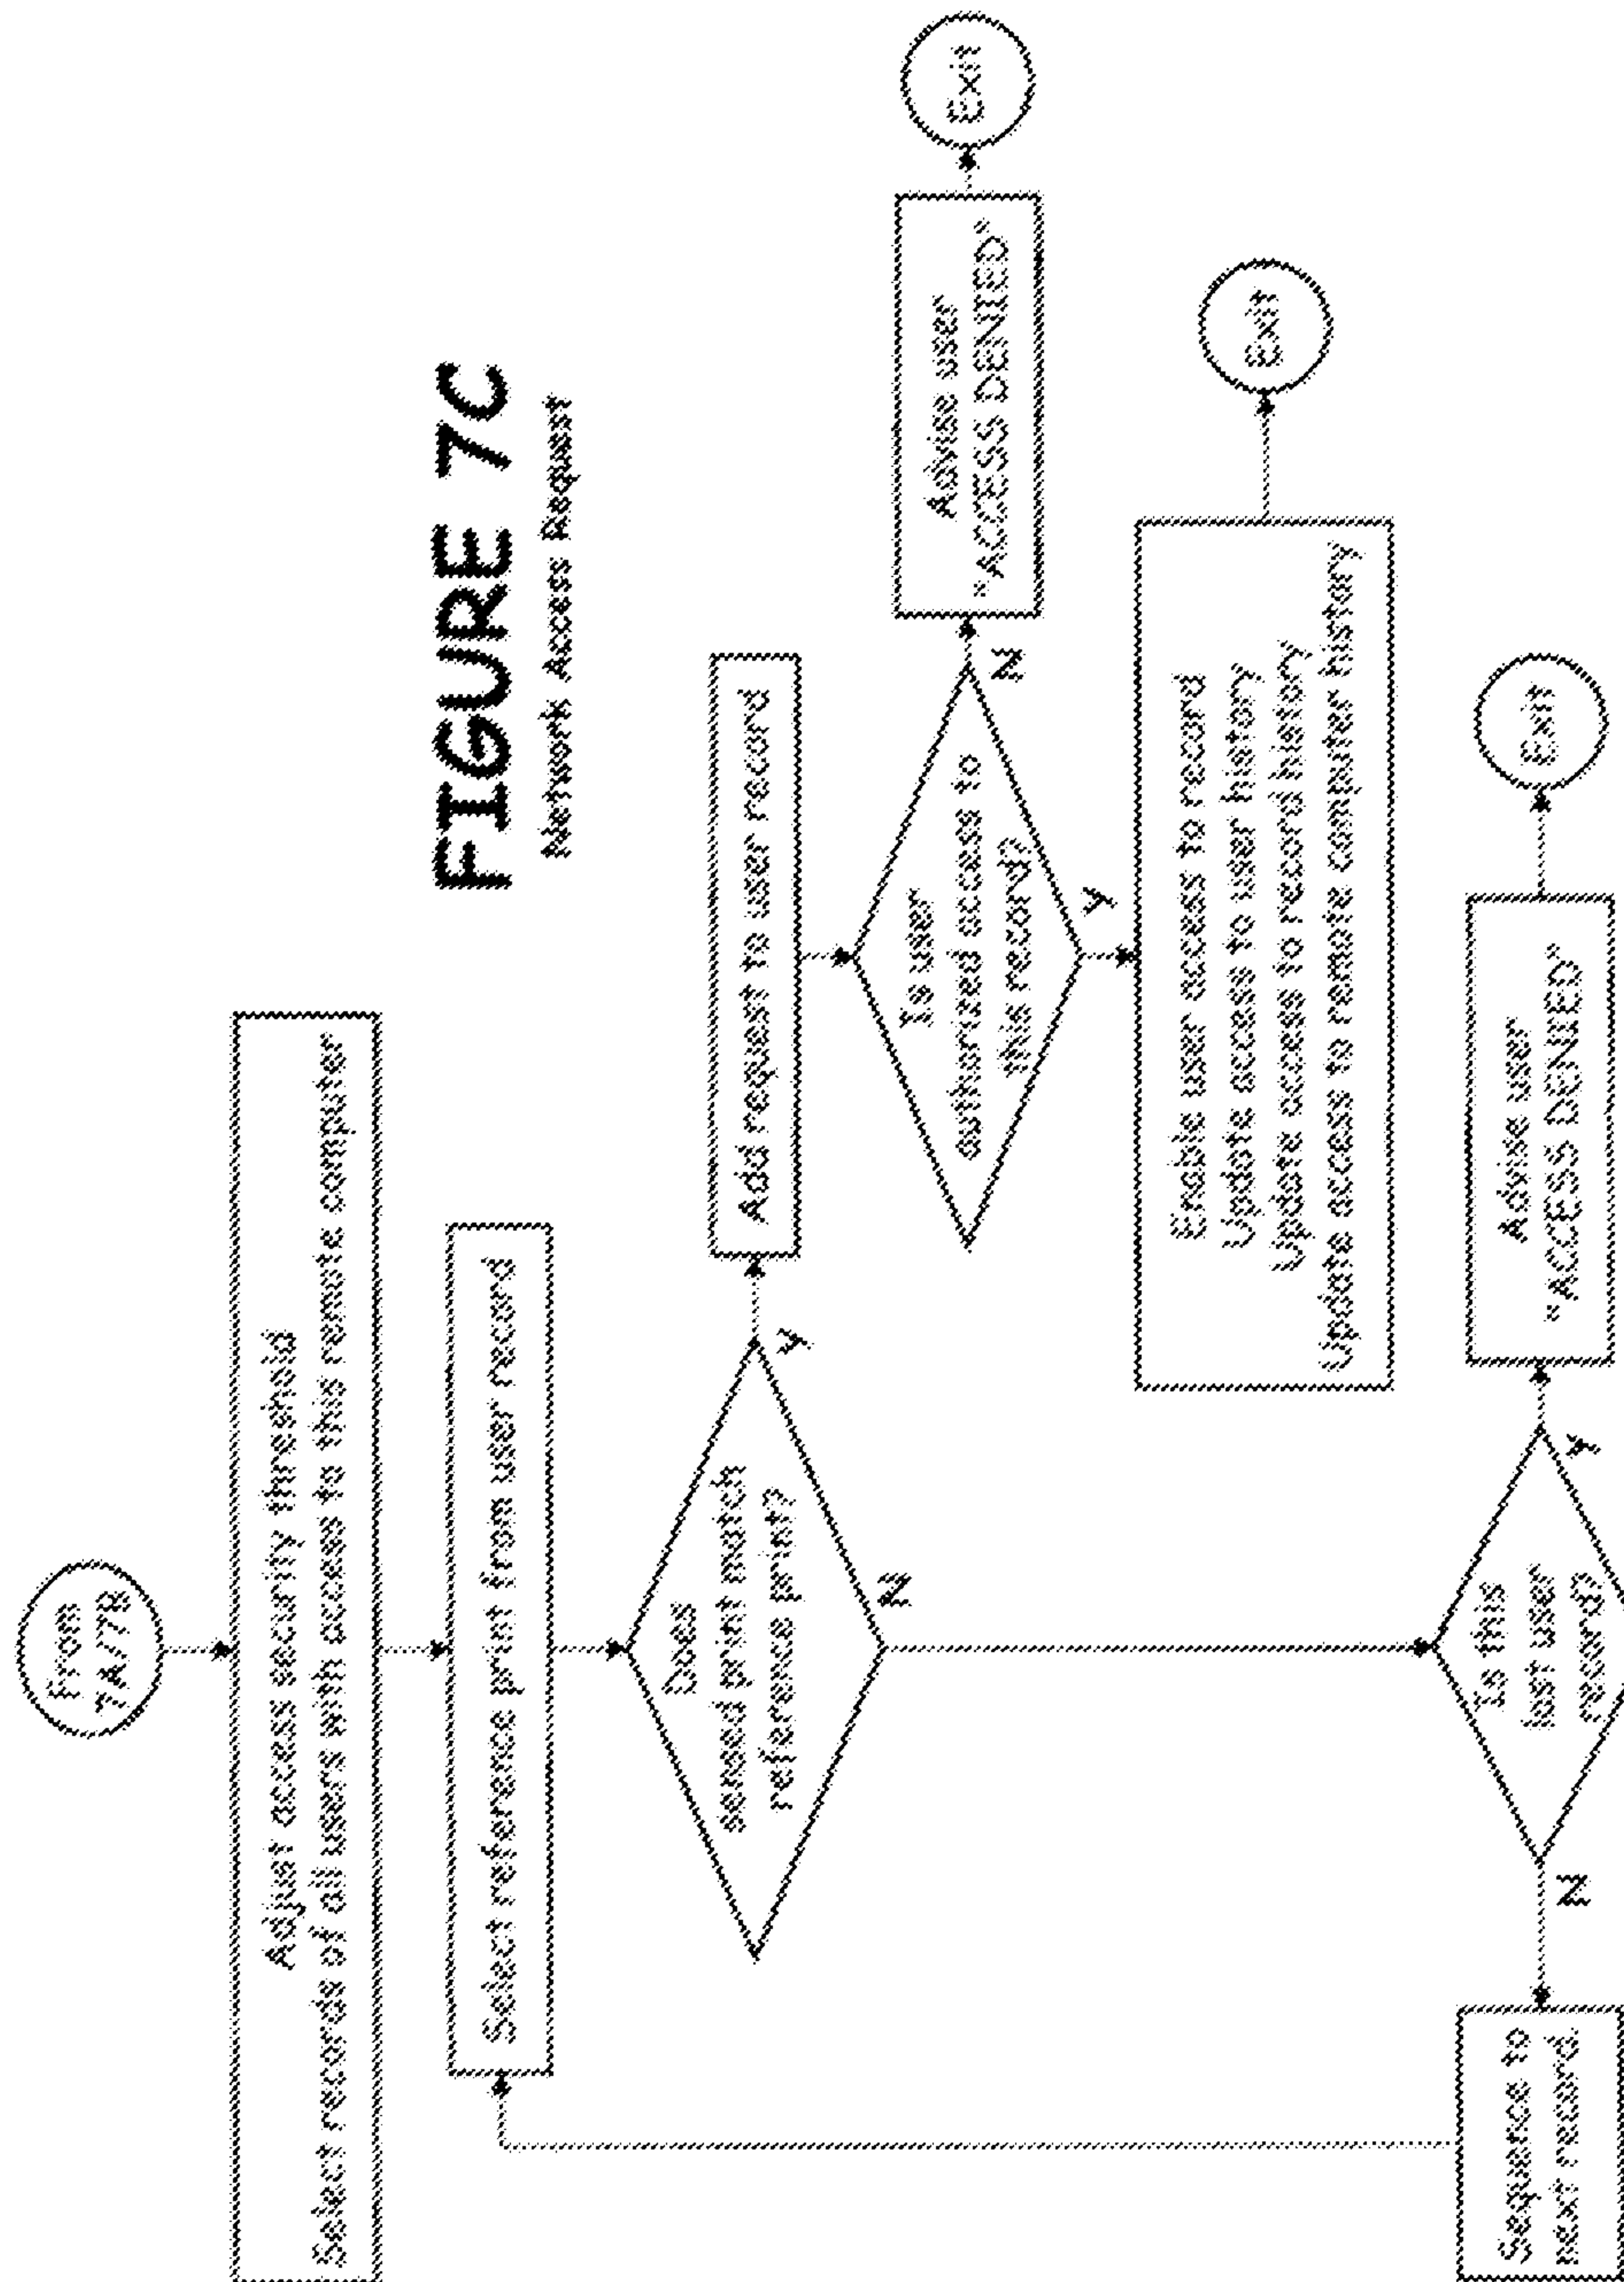 FIGURE 7C
Network Access Request
From
7A/7B
Adjust access security threshold
Select records of all users with access to this remote computer
Select reference print from user record
Does
sensed print match
reference print?
Y
N
Add request to user record
Is user
authorized access to
this record?
N
Y
Advise user
"ACCESS DENIED"
Exit
Enable user access to record
Update access to user history
Update access to record history
Update access to remote computer history
Exit
Is this
last user
record?
Y
N
Advise user
"ACCESS DENIED"
Exit
Sequence to
next record